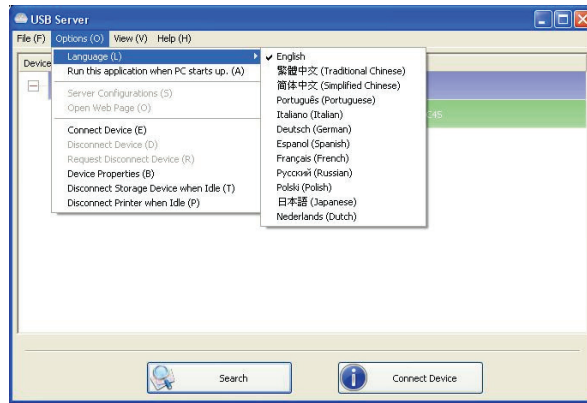 USB Server
File (F) Options (O) View (V) Help (H)
Device
Language (L)
Run this application when PC starts up. (A)
Server Configurations (S)
Open Web Page (O)
Connect Device (E)
Disconnect Device (D)
Request Disconnect Device (R)
Device Properties (B)
Disconnect Storage Device when Idle (T)
Disconnect Printer when Idle (P)
English
繁體中文 (Traditional Chinese)
简体中文 (Simplified Chinese)
Português (Portuguese)
Italiano (Italian)
Deutsch (German)
Espanol (Spanish)
Français (French)
Русский (Russian)
Polski (Polish)
日本語 (Japanese)
Nederlands (Dutch)
C45
Search
Connect Device